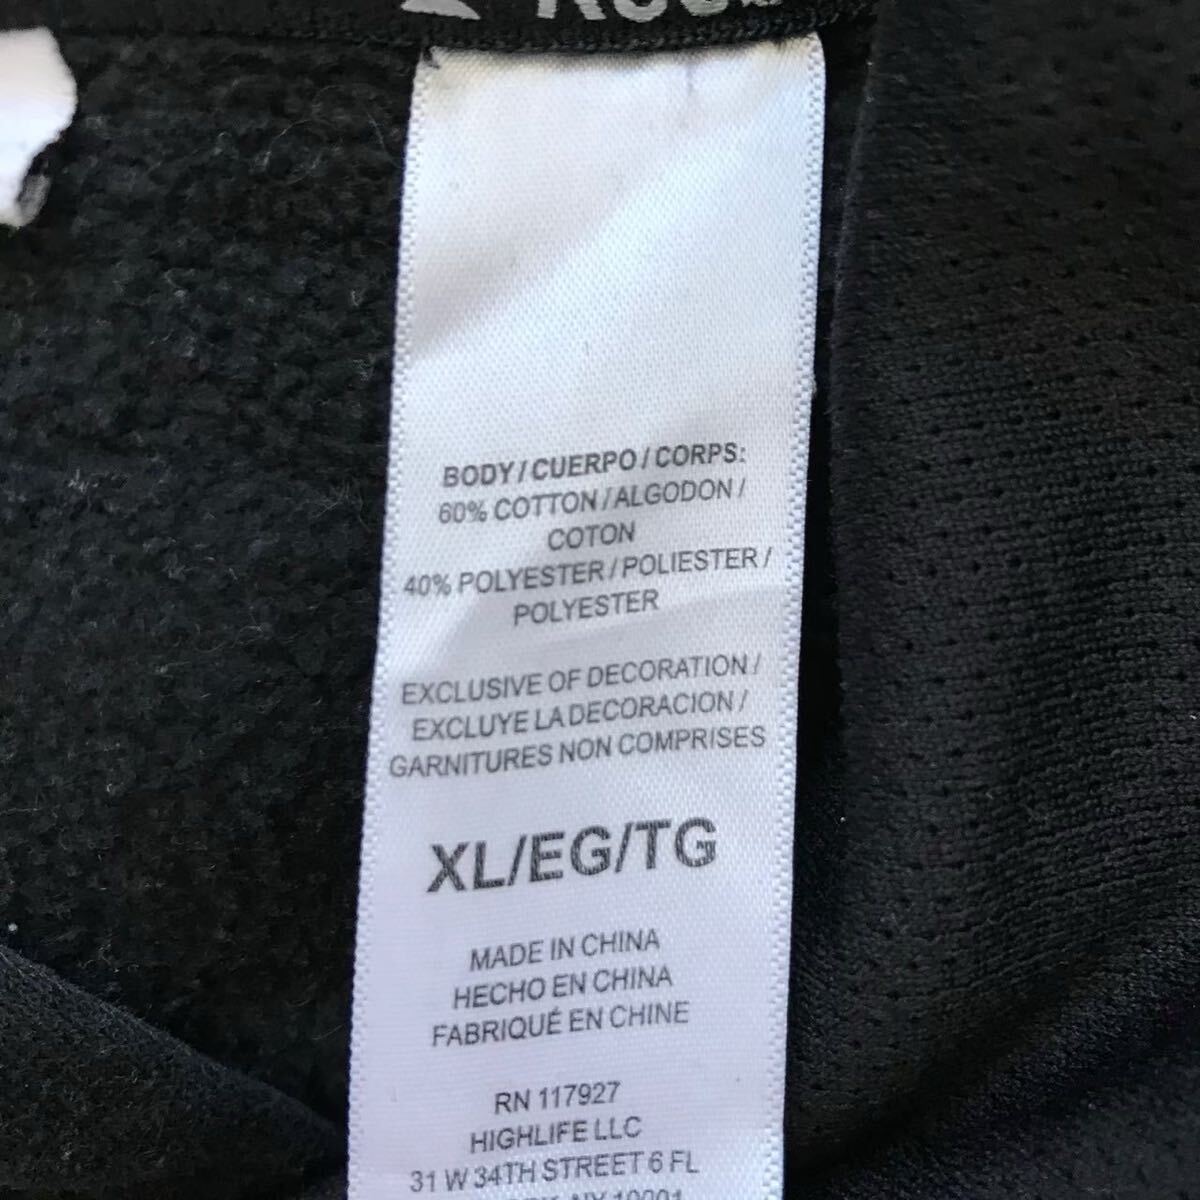 BODY / CUERPO / CORPS:
60% COTTON / ALGODON /
COTON
40% POLYESTER / POLIESTER /
POLYESTER
EXCLUSIVE OF DECORATION /
EXCLUYE LA DECORACION /
GARNITURES NON COMPRISES
XL/EG/TG
MADE IN CHINA
HECHO EN CHINA
FABRIQUÉ EN CHINE
RN 117927
HIGHLIFE LLC
31 W 34TH STREET 6 FL
NY 10001